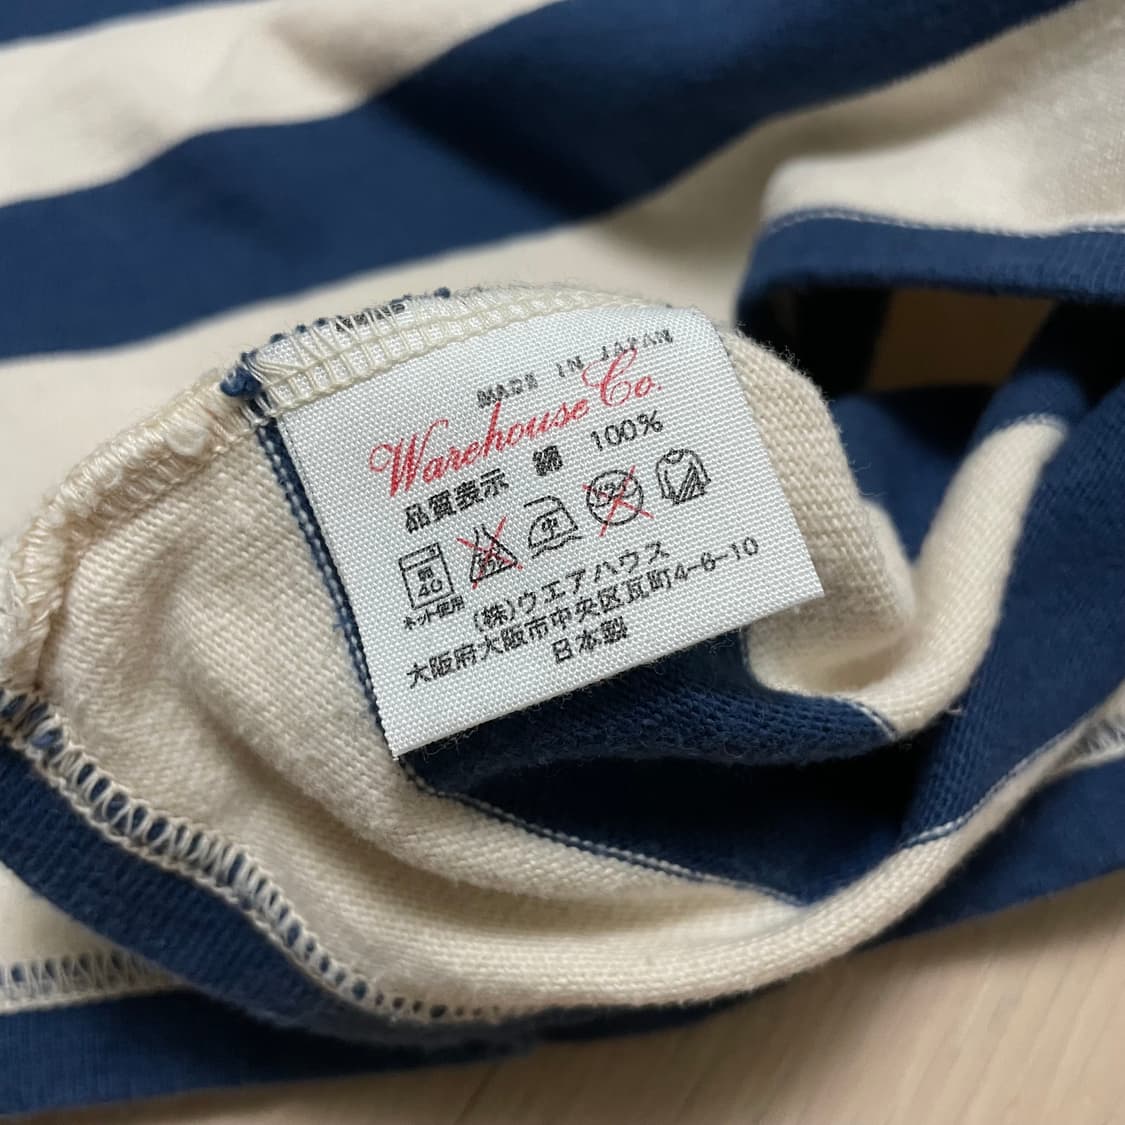 MADE IN JAPAN
Warehouse Co.
品質表示 綿 100%
40 中
ネット使用
(株)ウエアハウス
大阪府大阪市中央区瓦町4-6-10
日本製